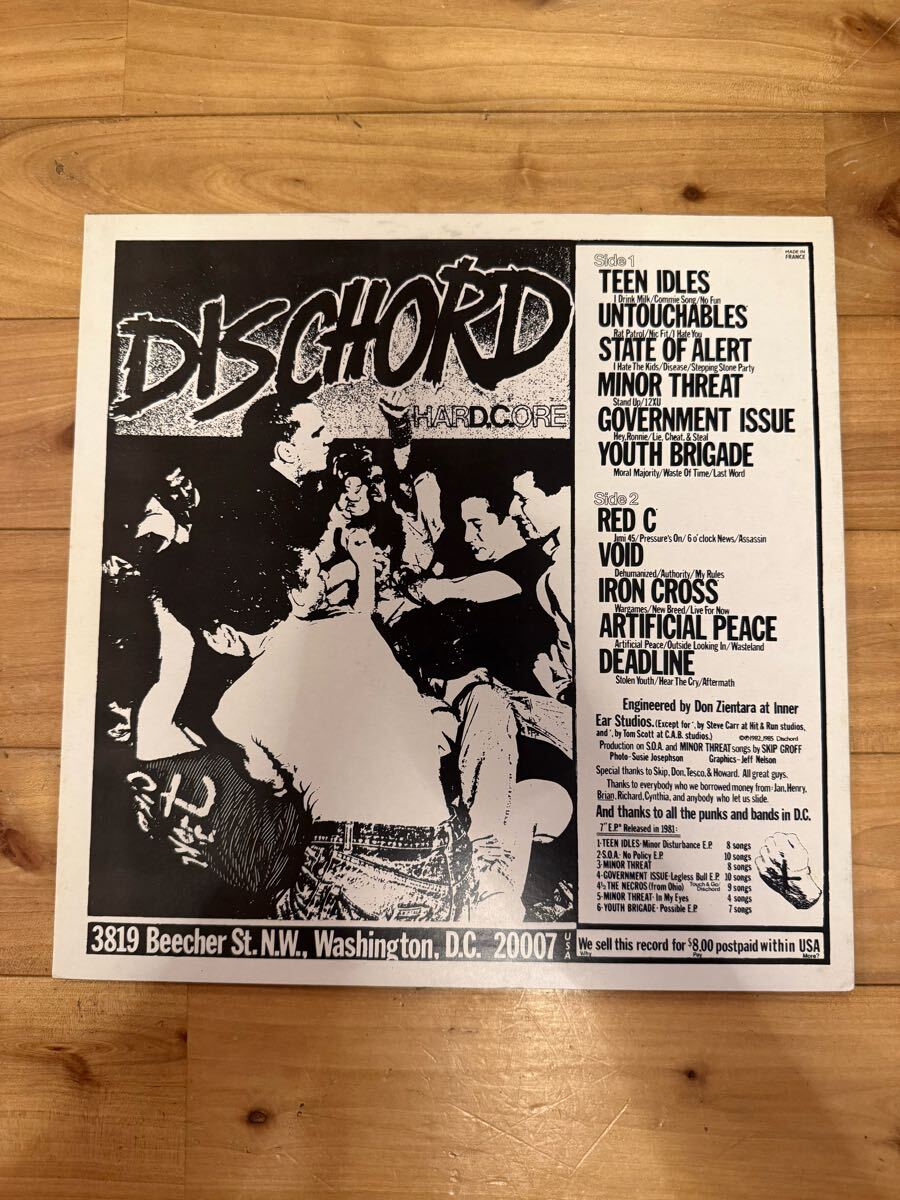 DISCHORD
HARD.C.ORE
MADE IN
FRANCE
Side 1
TEEN IDLES
I Drink Milk/Commie Song/No Fun
UNTOUCHABLES
Rat Patrol/Nic Fit/I Hate You
STATE OF ALERT
I Hate The Kids/Disease/Stepping Stone Party
MINOR THREAT
Stand Up/12XU
GOVERNMENT ISSUE
Hey, Ronnie/Lie, Cheat, & Steal
YOUTH BRIGADE
Moral Majority/Waste Of Time/Last Word
Side 2
RED C
Jimi 45/Pressure's On/6 o'clock News/Assassin
VOID
Dehumanized/Authority/My Rules
IRON CROSS
Wargames/New Breed/Live For Now
ARTIFICIAL PEACE
Artificial Peace/Outside Looking In/Wasteland
DEADLINE
Stolen Youth/Hear The Cry/Aftermath
Engineered by Don Zientara at Inner
Ear Studios. (Except for *, by Steve Carr at Hit & Run studios,
and *, by Tom Scott at C.A.B. studios.)
©℗1982, 1985 Dischord
Production on S.O.A. and MINOR THREAT songs by SKIP GROFF
Photo-Susie Josephson Graphics-Jeff Nelson
Special thanks to Skip, Don, Tesco, & Howard. All great guys.
Thanks to everybody who we borrowed money from-Jan, Henry,
Brian, Richard, Cynthia, and anybody who let us slide.
And thanks to all the punks and bands in D.C.
7" E.P.s Released in 1981:
1-TEEN IDLES-Minor Disturbance E.P. 8 songs
2-S.O.A.-No Policy E.P. 10 songs
3-MINOR THREAT 8 songs
4-GOVERNMENT ISSUE-Legless Bull E.P. 10 songs
4½ THE NECROS (from Ohio) Touch & Go/Dischord 9 songs
5-MINOR THREAT-In My Eyes 4 songs
6-YOUTH BRIGADE-Possible E.P. 7 songs
3819 Beecher St. N.W., Washington, D.C. 20007 USA
We sell this record for $8.00 postpaid within USA
Why Pay More?